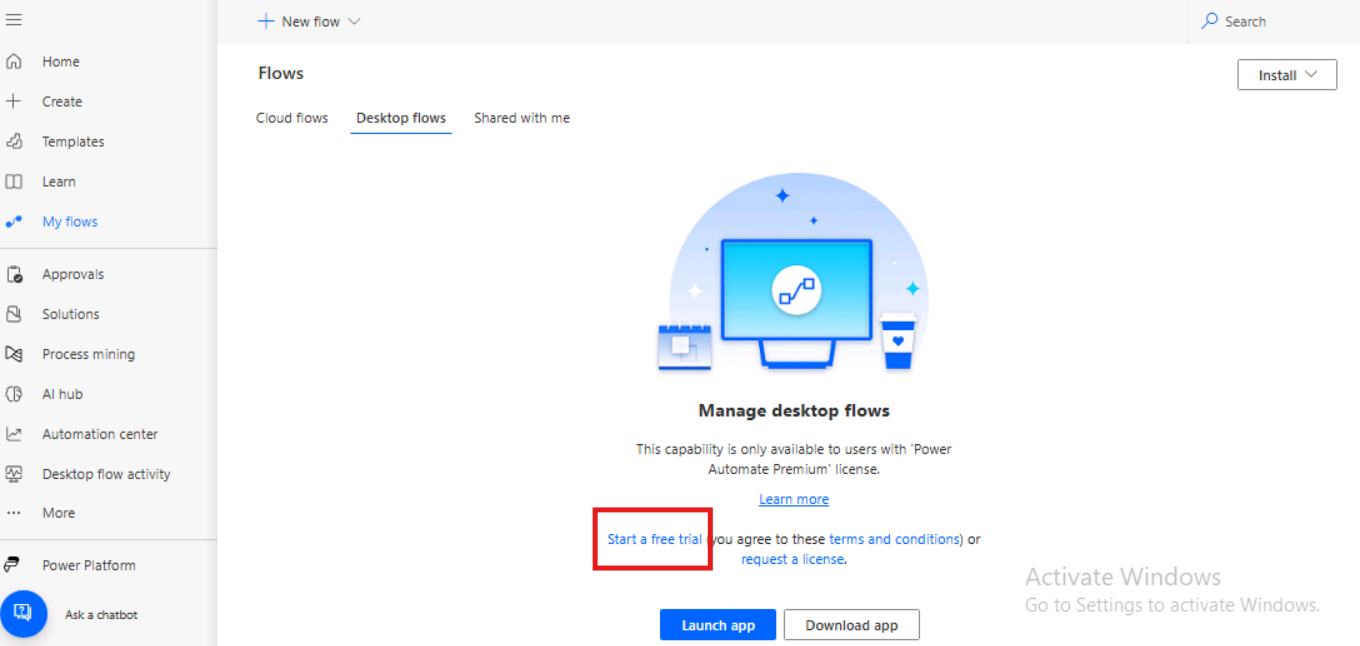 New flow
Search
Home
Create
Templates
Learn
My flows
Approvals
Solutions
Process mining
AI hub
Automation center
Desktop flow activity
More
Power Platform
Ask a chatbot
Flows
Install
Cloud flows Desktop flows Shared with me
Manage desktop flows
This capability is only available to users with 'Power
Automate Premium' license.
Learn more
Start a free trial (you agree to these terms and conditions) or
request a license.
Launch app Download app
Activate Windows
Go to Settings to activate Windows.